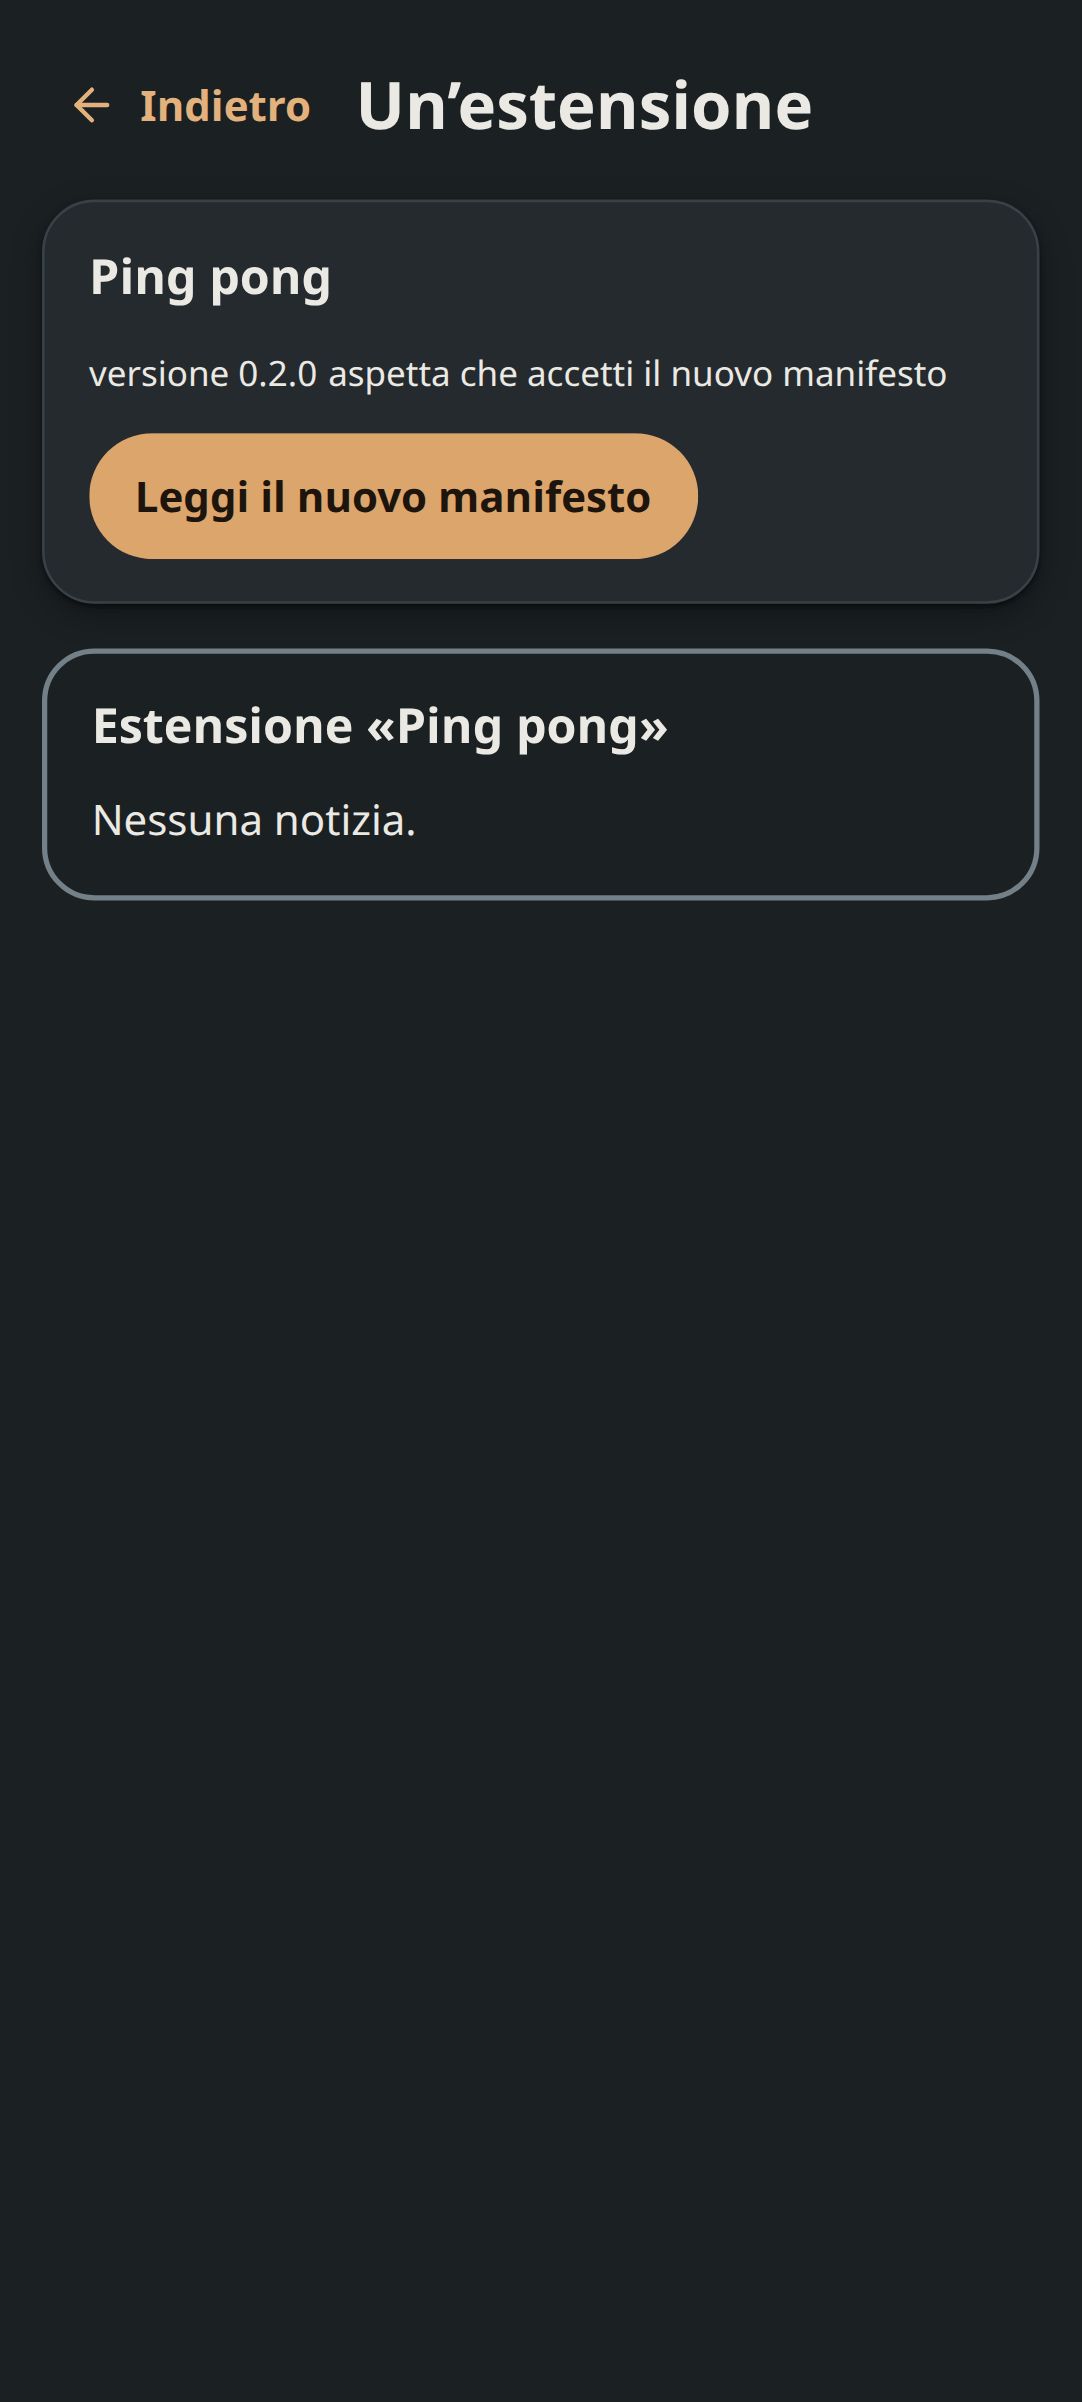 Indietro
Un’estensione
Ping pong
versione 0.2.0 aspetta che accetti il nuovo manifesto
Leggi il nuovo manifesto
Estensione «Ping pong»
Nessuna notizia.